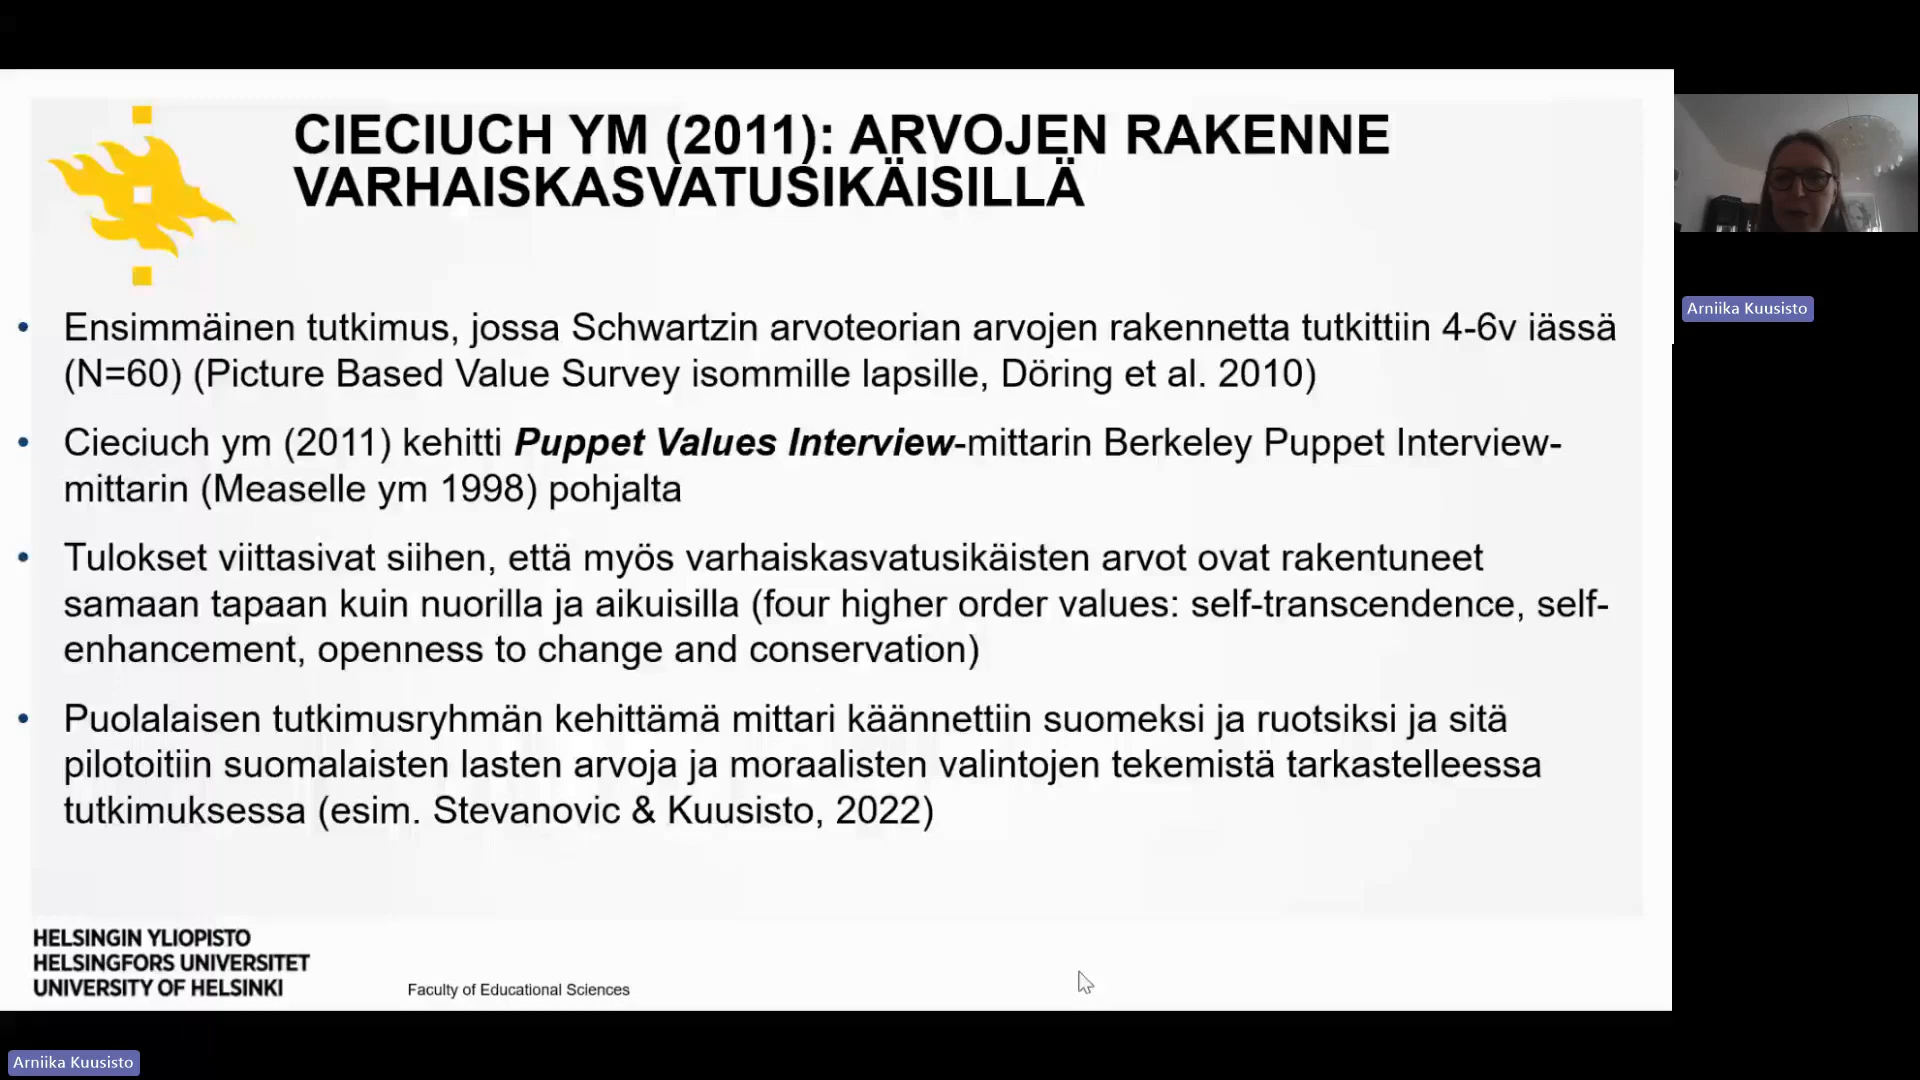 CIECIUCH YM (2011): ARVOJEN RAKENNE
VARHAISKASVATUSIKÄISILLÄ
• Ensimmäinen tutkimus, jossa Schwartzin arvoteorian arvojen rakennetta tutkittiin 4-6v iässä
(N=60) (Picture Based Value Survey isommille lapsille, Döring et al. 2010)
• Cieciuch ym (2011) kehitti Puppet Values Interview-mittarin Berkeley Puppet Interview-
mittarin (Measelle ym 1998) pohjalta
• Tulokset viittasivat siihen, että myös varhaiskasvatusikäisten arvot ovat rakentuneet
samaan tapaan kuin nuorilla ja aikuisilla (four higher order values: self-transcendence, self-
enhancement, openness to change and conservation)
• Puolalaisen tutkimusryhmän kehittämä mittari käännettiin suomeksi ja ruotsiksi ja sitä
pilotoitiin suomalaisten lasten arvoja ja moraalisten valintojen tekemistä tarkastelleessa
tutkimuksessa (esim. Stevanovic & Kuusisto, 2022)
HELSINGIN YLIOPISTO
HELSINGFORS UNIVERSITET
UNIVERSITY OF HELSINKI
Faculty of Educational Sciences
Arniika Kuusisto
Arniika Kuusisto